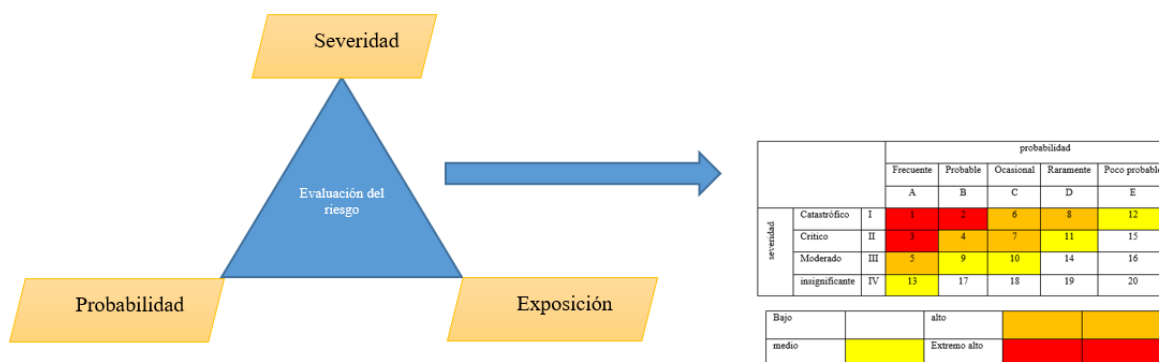 Severidad
Evaluación del
riesgo
Probabilidad
Exposición
probabilidad
Frecuente Probable Ocasional Raramente Poco probable
A B C D E
severidad
Catastrófico I 1 2 6 8 12
Critico II 3 4 7 11 15
Moderado III 5 9 10 14 16
insignificante IV 13 17 18 19 20
Bajo alto
medio Extremo alto